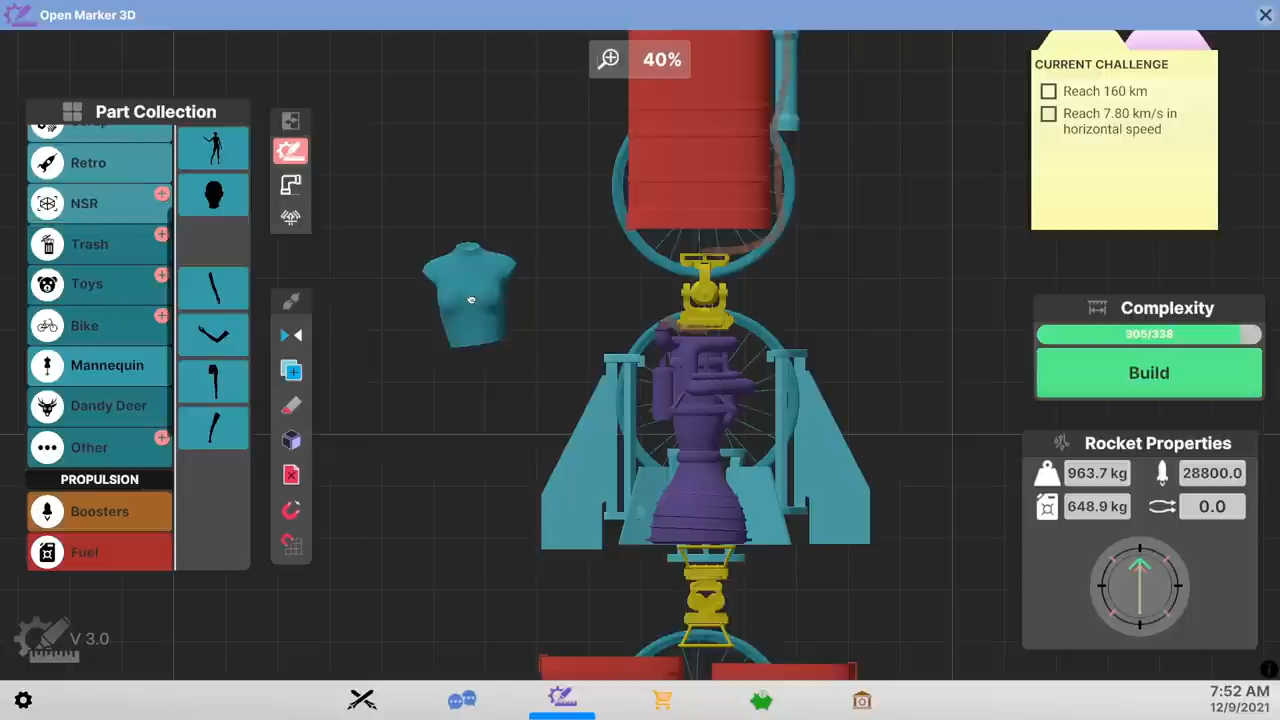 Open Marker 3D
40%
Part Collection
Retro
NSR
Trash
Toys
Bike
Mannequin
Dandy Deer
Other
PROPULSION
Boosters
Fuel
V 3.0
CURRENT CHALLENGE
Reach 160 km
Reach 7.80 km/s in
horizontal speed
Complexity
305/338
Build
Rocket Properties
963.7 kg
28800.0
648.9 kg
0.0
7:52 AM
12/9/2021